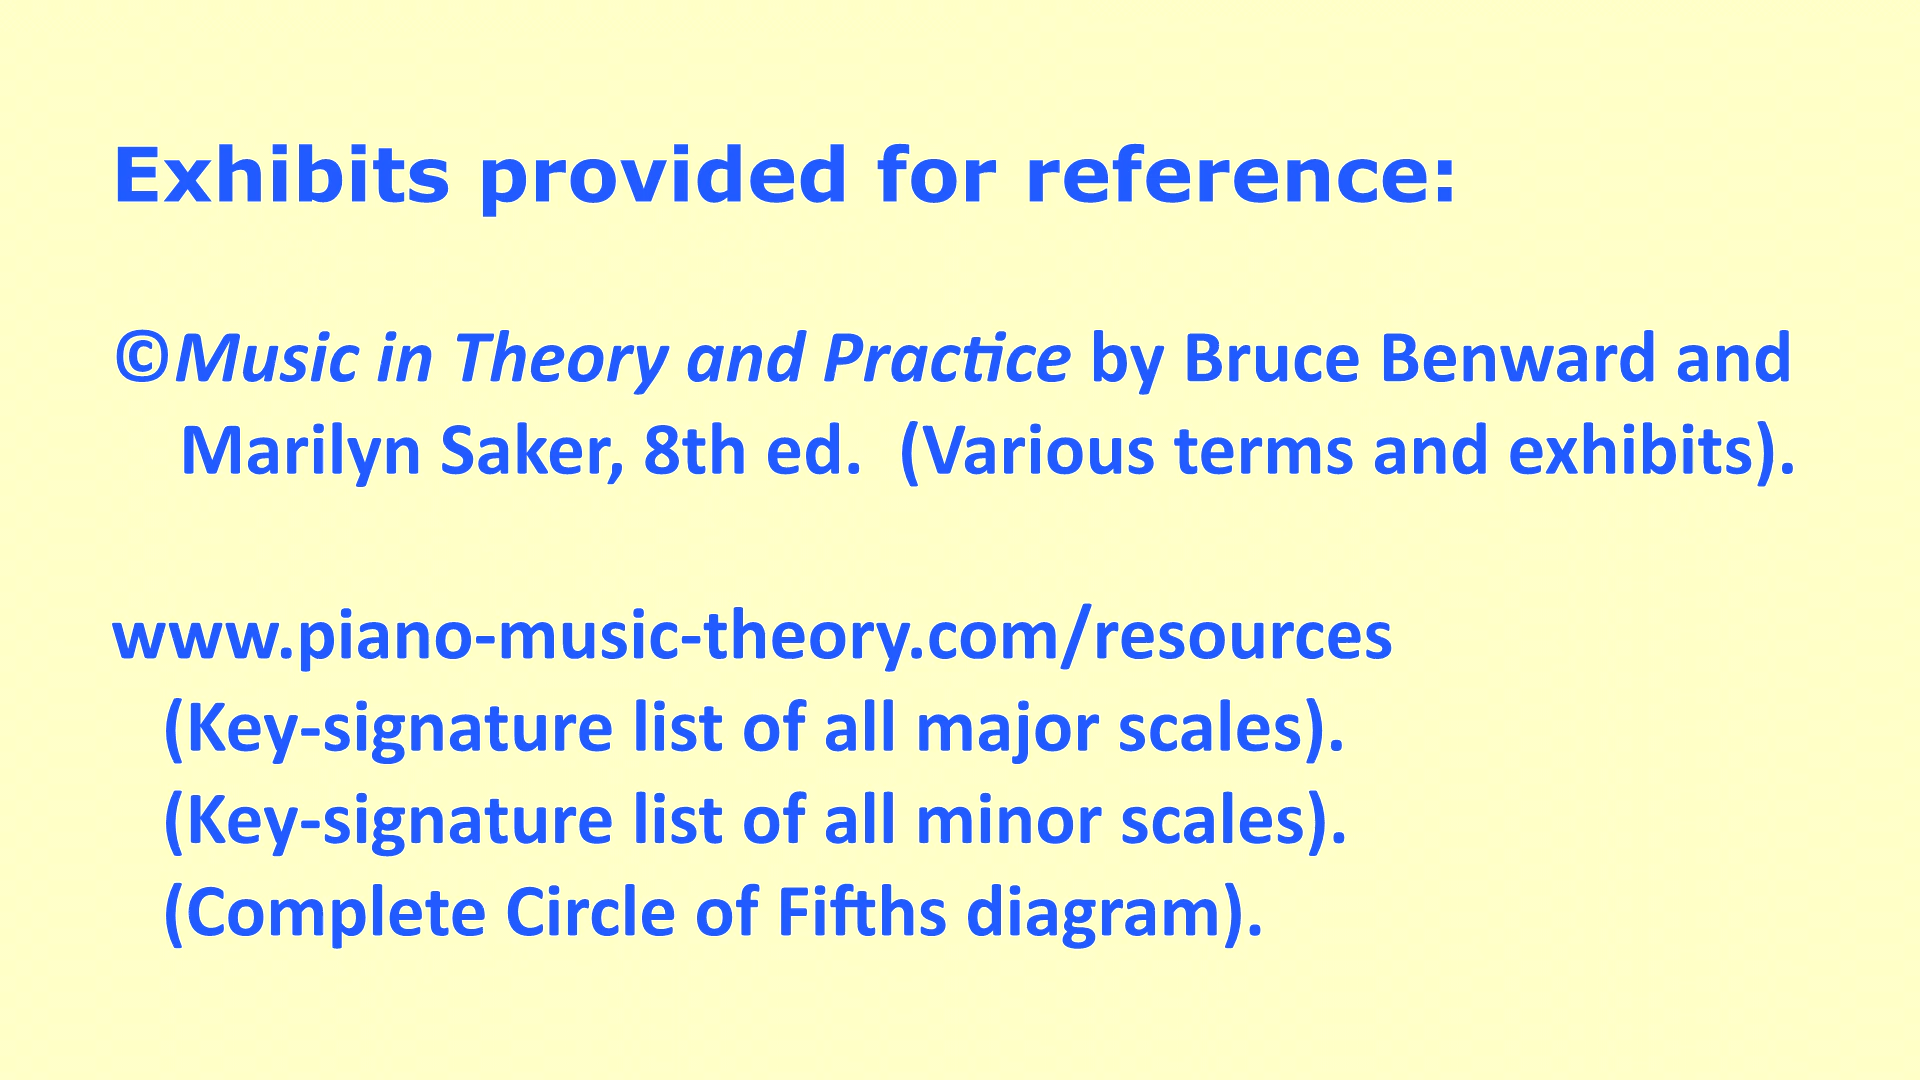 Exhibits provided for reference:
©Music in Theory and Practice by Bruce Benward and
Marilyn Saker, 8th ed.  (Various terms and exhibits).
www.piano-music-theory.com/resources
(Key-signature list of all major scales).
(Key-signature list of all minor scales).
(Complete Circle of Fifths diagram).